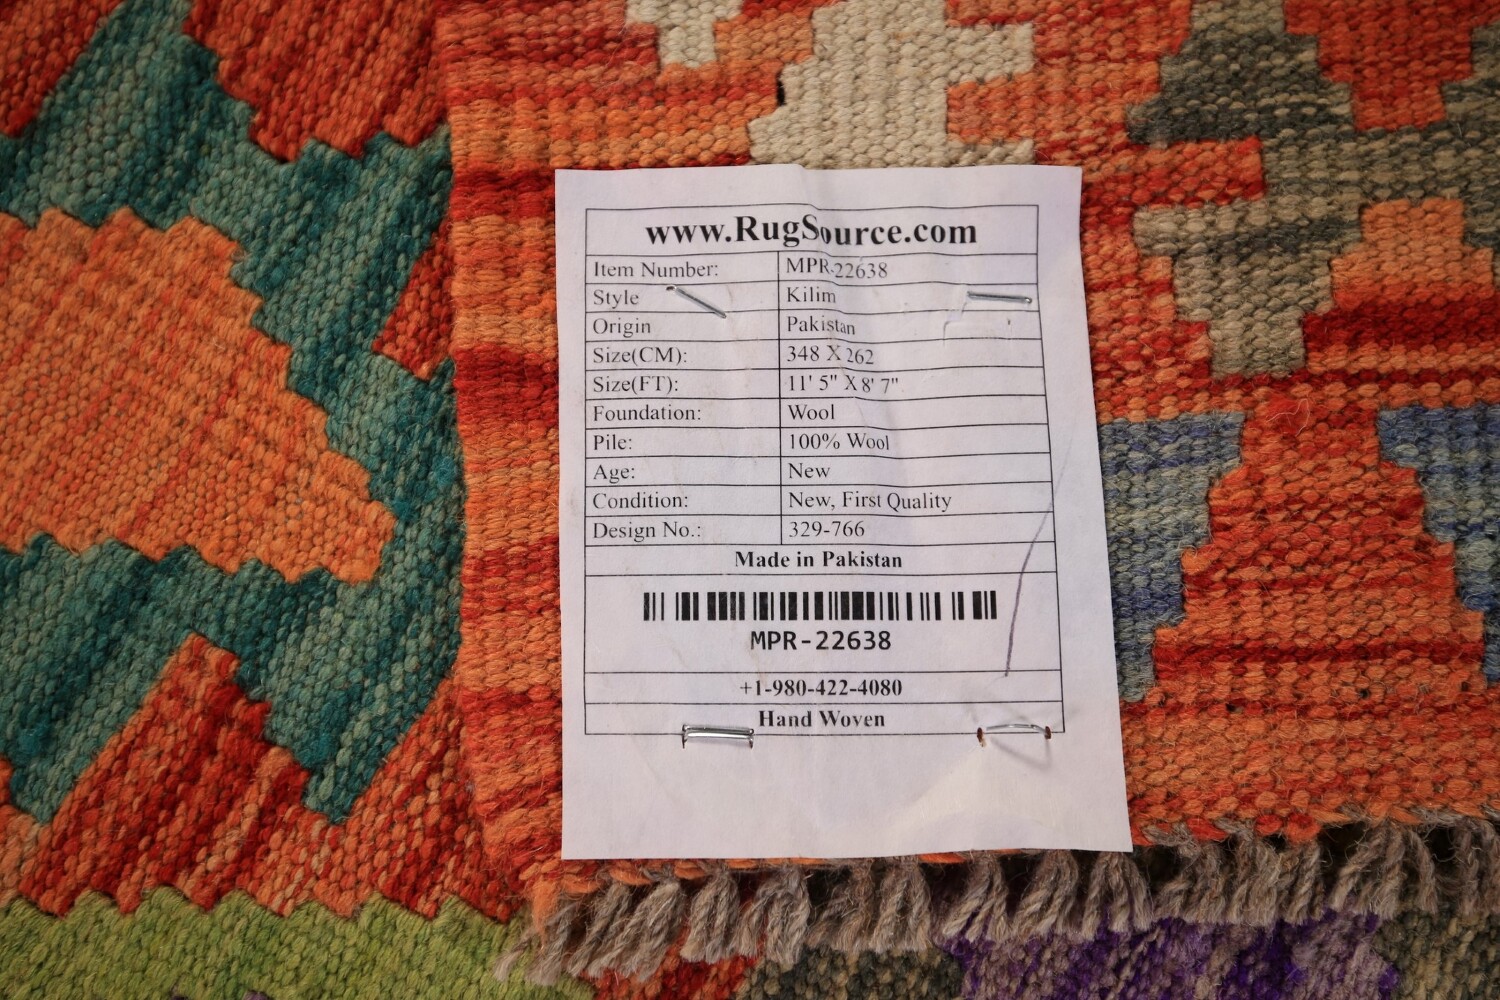 www.RugSource.com
Item Number: MPR-22638
Style Kilim
Origin Pakistan
Size(CM): 348 X 262
Size(FT): 11' 5" X 8' 7"
Foundation: Wool
Pile: 100% Wool
Age: New
Condition: New, First Quality
Design No.: 329-766
Made in Pakistan
MPR-22638
+1-980-422-4080
Hand Woven